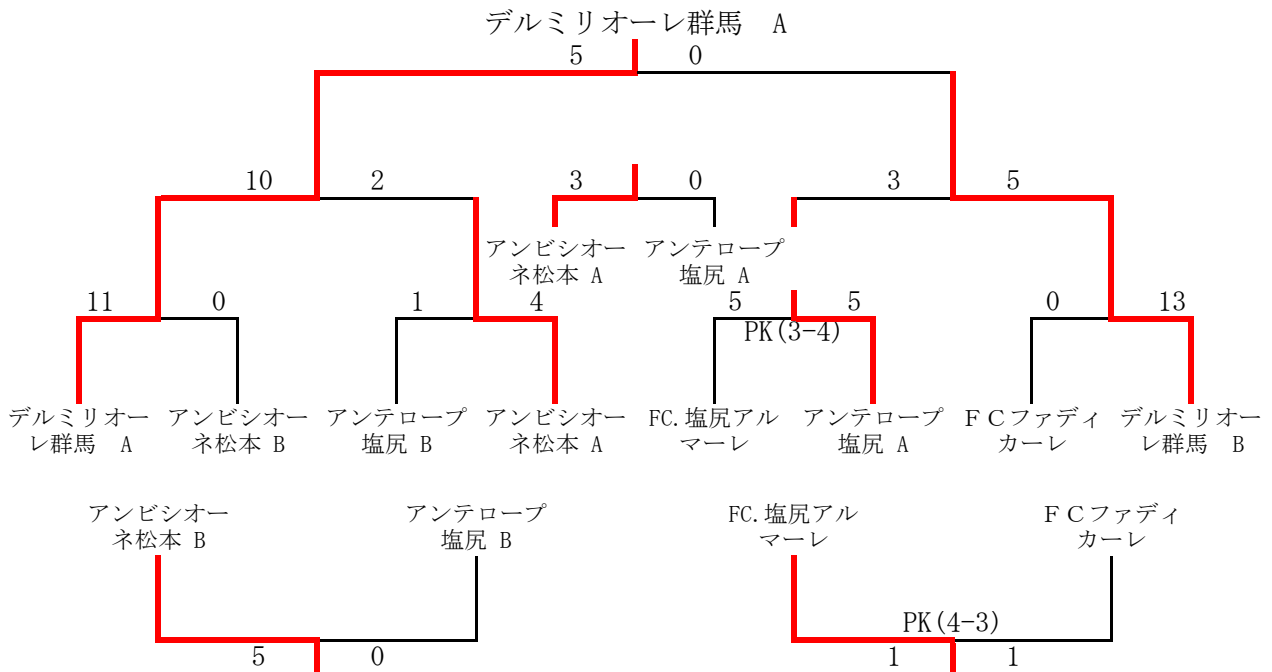 デルミリオーレ群馬　A
5 0
10 2 3 0 3 5
アンビシオー アンテロープ
ネ松本 A 塩尻 A
11 0 1 4 5 5 0 13
PK(3-4)
デルミリオー アンビシオー アンテロープ アンビシオー FC.塩尻アル アンテロープ ＦＣファディ デルミリオー
レ群馬　A ネ松本 B 塩尻 B ネ松本 A マーレ 塩尻 A カーレ レ群馬　B
アンビシオー アンテロープ FC.塩尻アル ＦＣファディ
ネ松本 B 塩尻 B マーレ カーレ
PK(4-3)
5 0 1 1